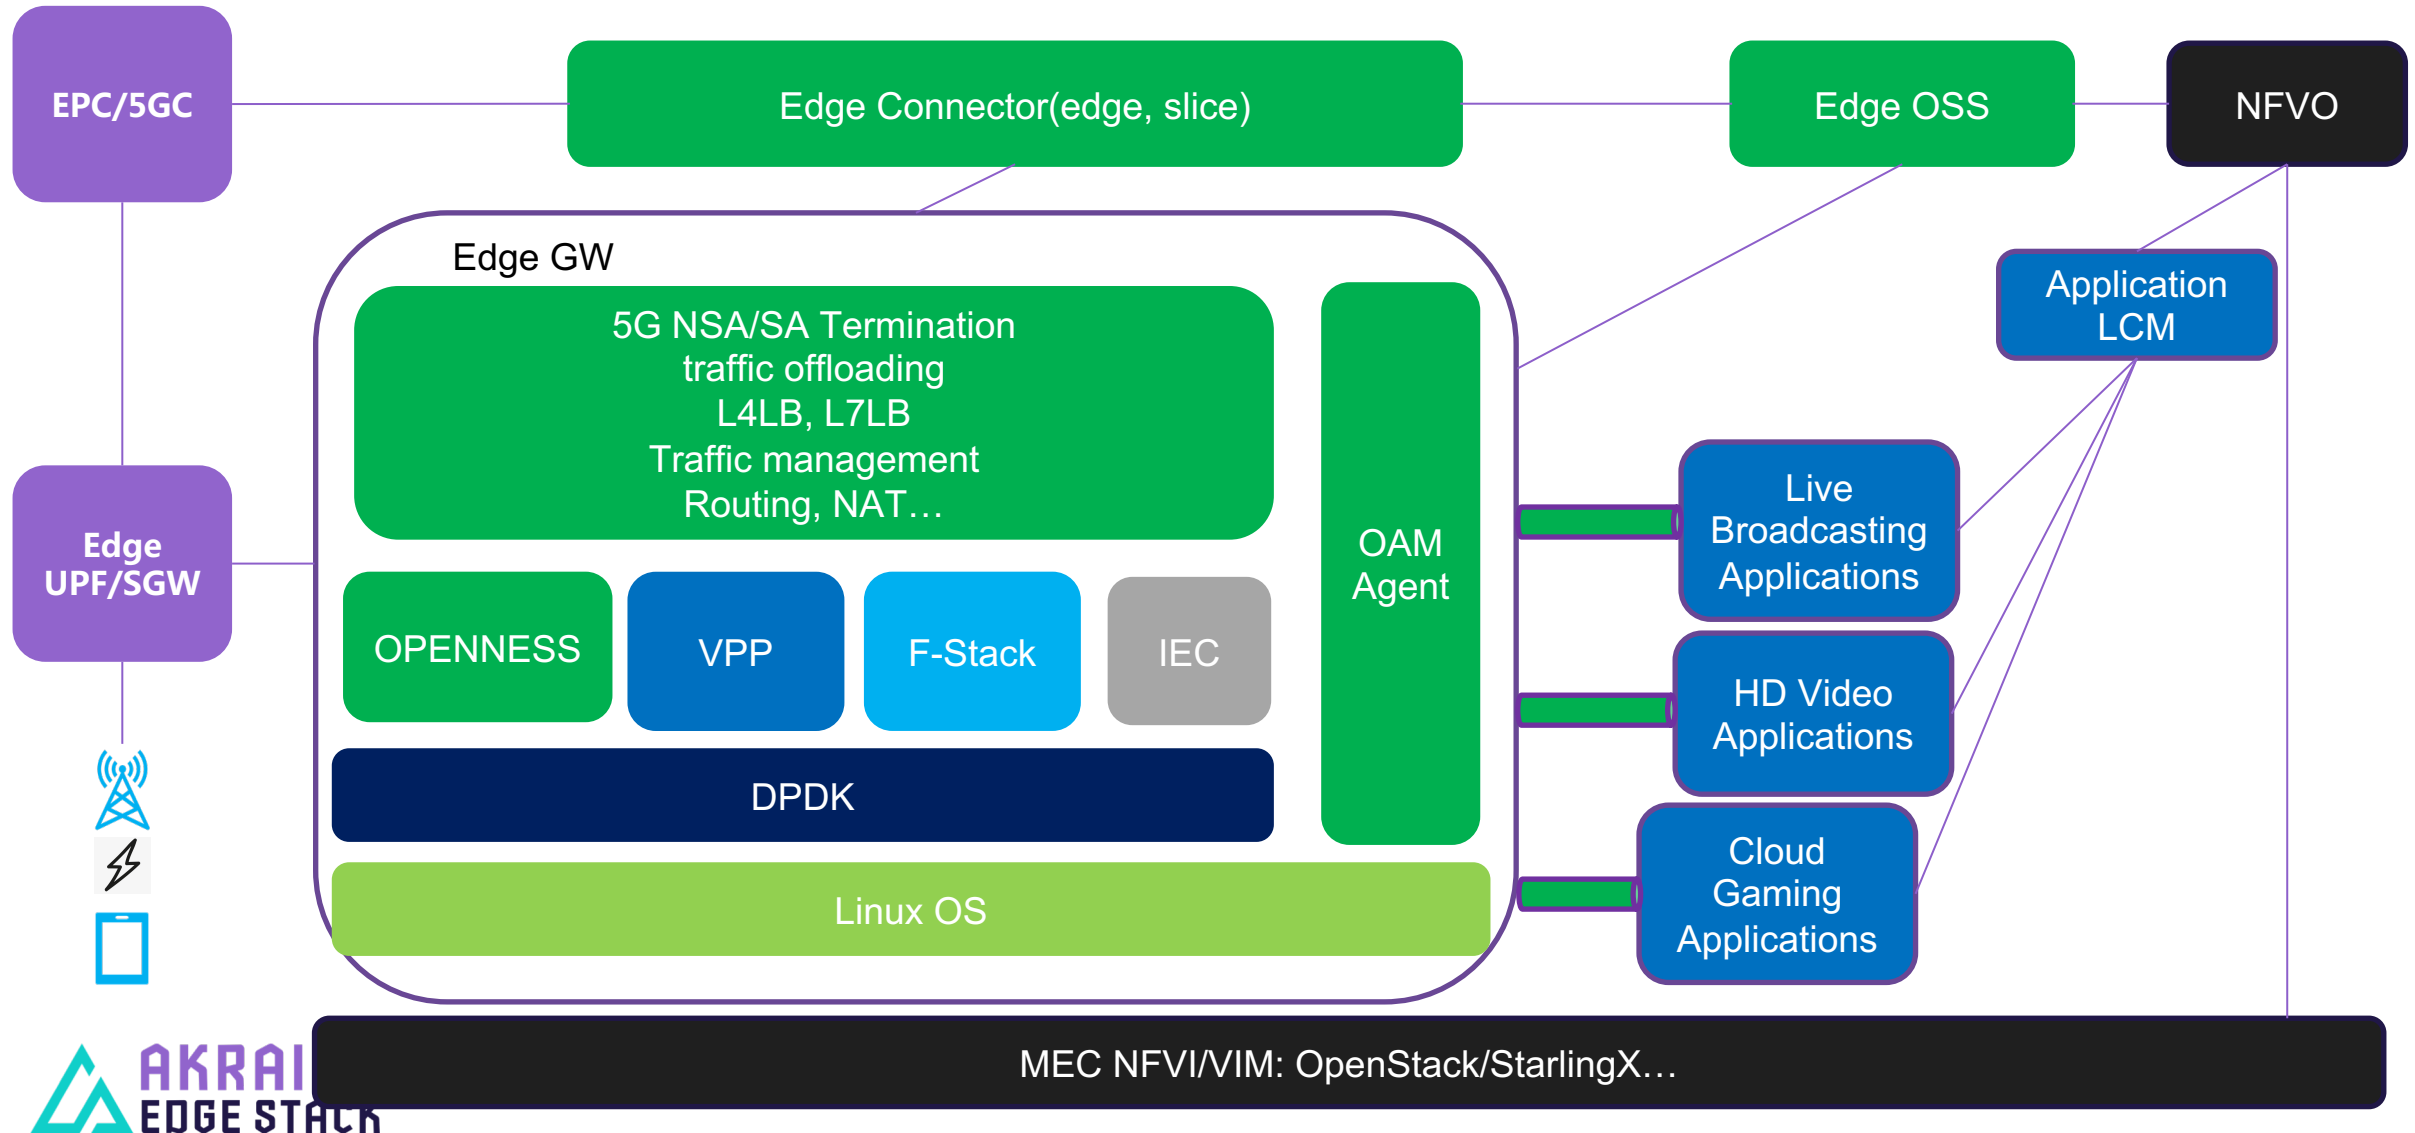 EPC/5GC
Edge Connector(edge, slice)
Edge OSS
NFVO
Edge GW
5G NSA/SA Termination
traffic offloading
L4LB, L7LB
Traffic management
Routing, NAT…
OAM
Agent
Application
LCM
Edge
UPF/SGW
Live
Broadcasting
Applications
OPENNESS
VPP
F-Stack
IEC
HD Video
Applications
DPDK
Cloud
Gaming
Applications
Linux OS
MEC NFVI/VIM: OpenStack/StarlingX…
AKRAI
EDGE STACK